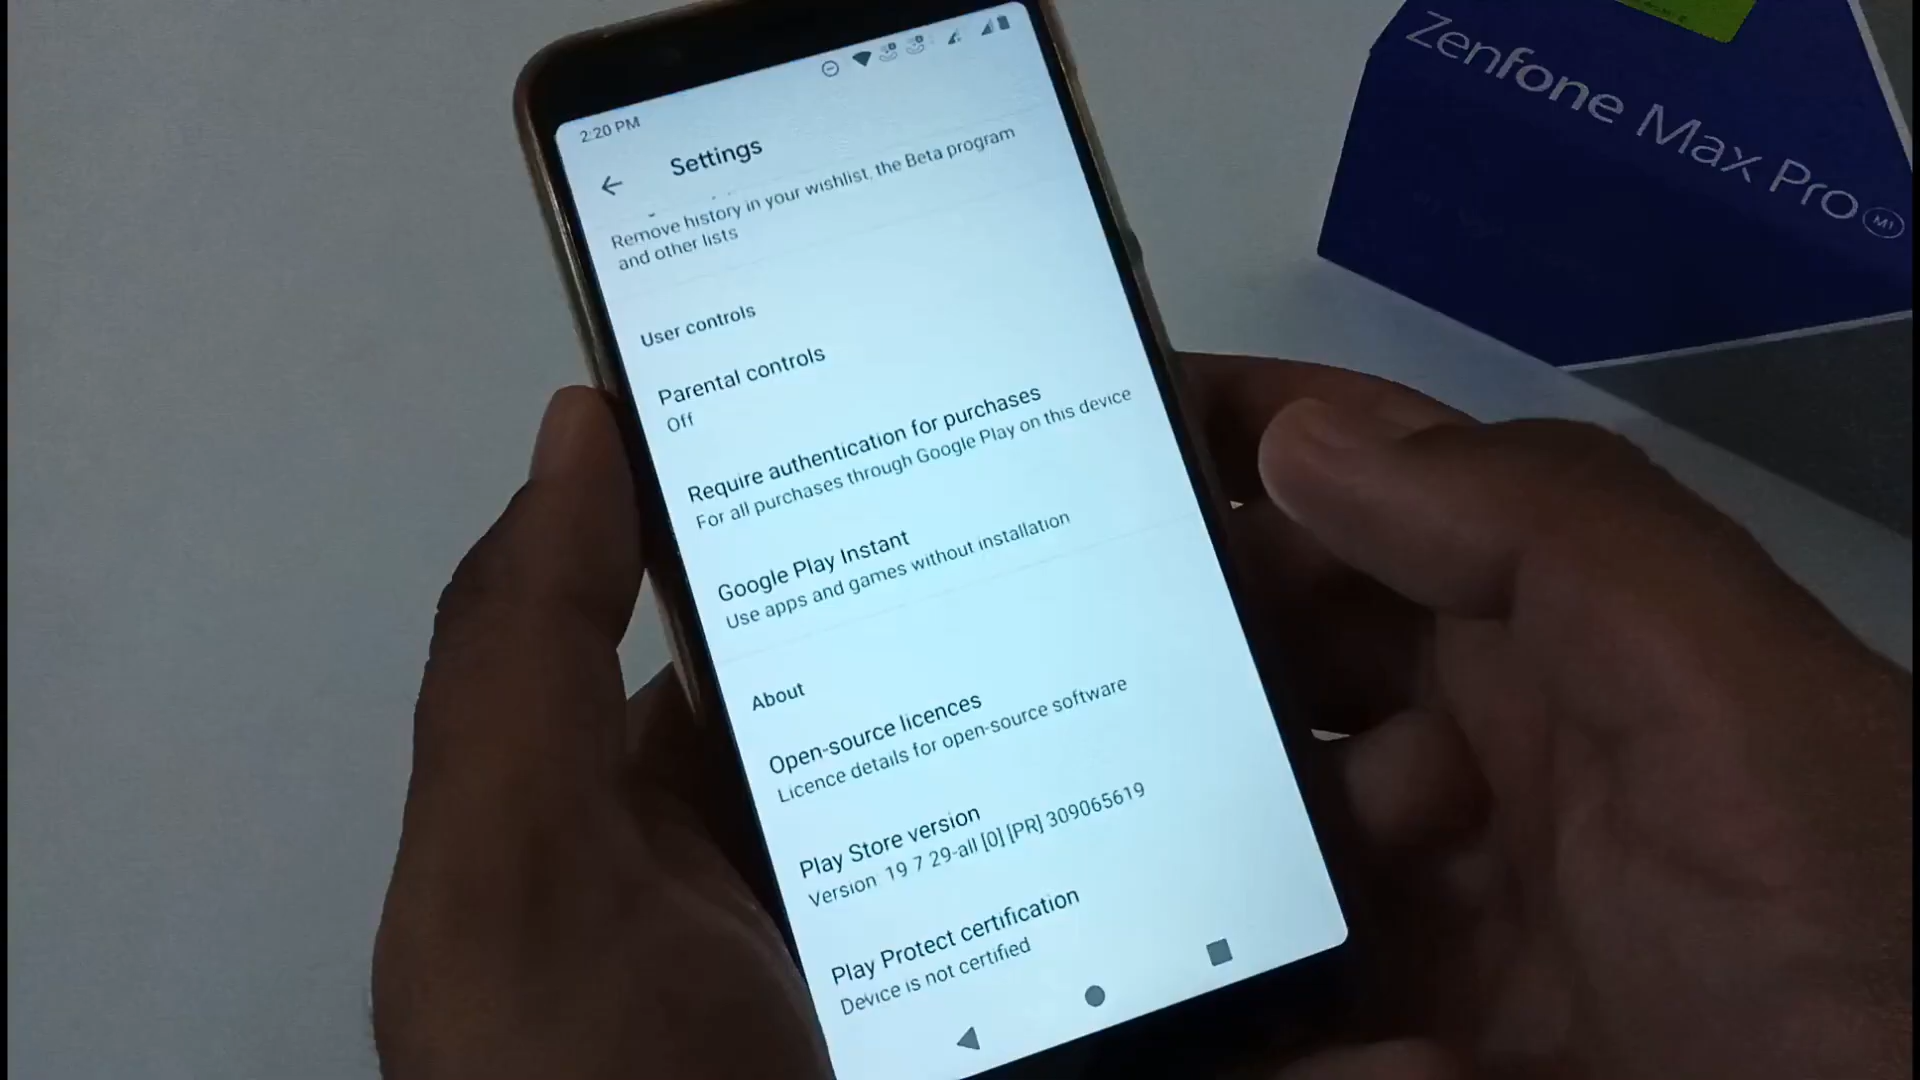 2:20 PM
Settings
Remove history in your wishlist, the Beta program
and other lists
User controls
Parental controls
Off
Require authentication for purchases
For all purchases through Google Play on this device
Google Play Instant
Use apps and games without installation
About
Open-source licences
Licence details for open-source software
Play Store version
Version 19 7 29-all [0] [PR] 309065619
Play Protect certification
Device is not certified
Zenfone Max Pro M1